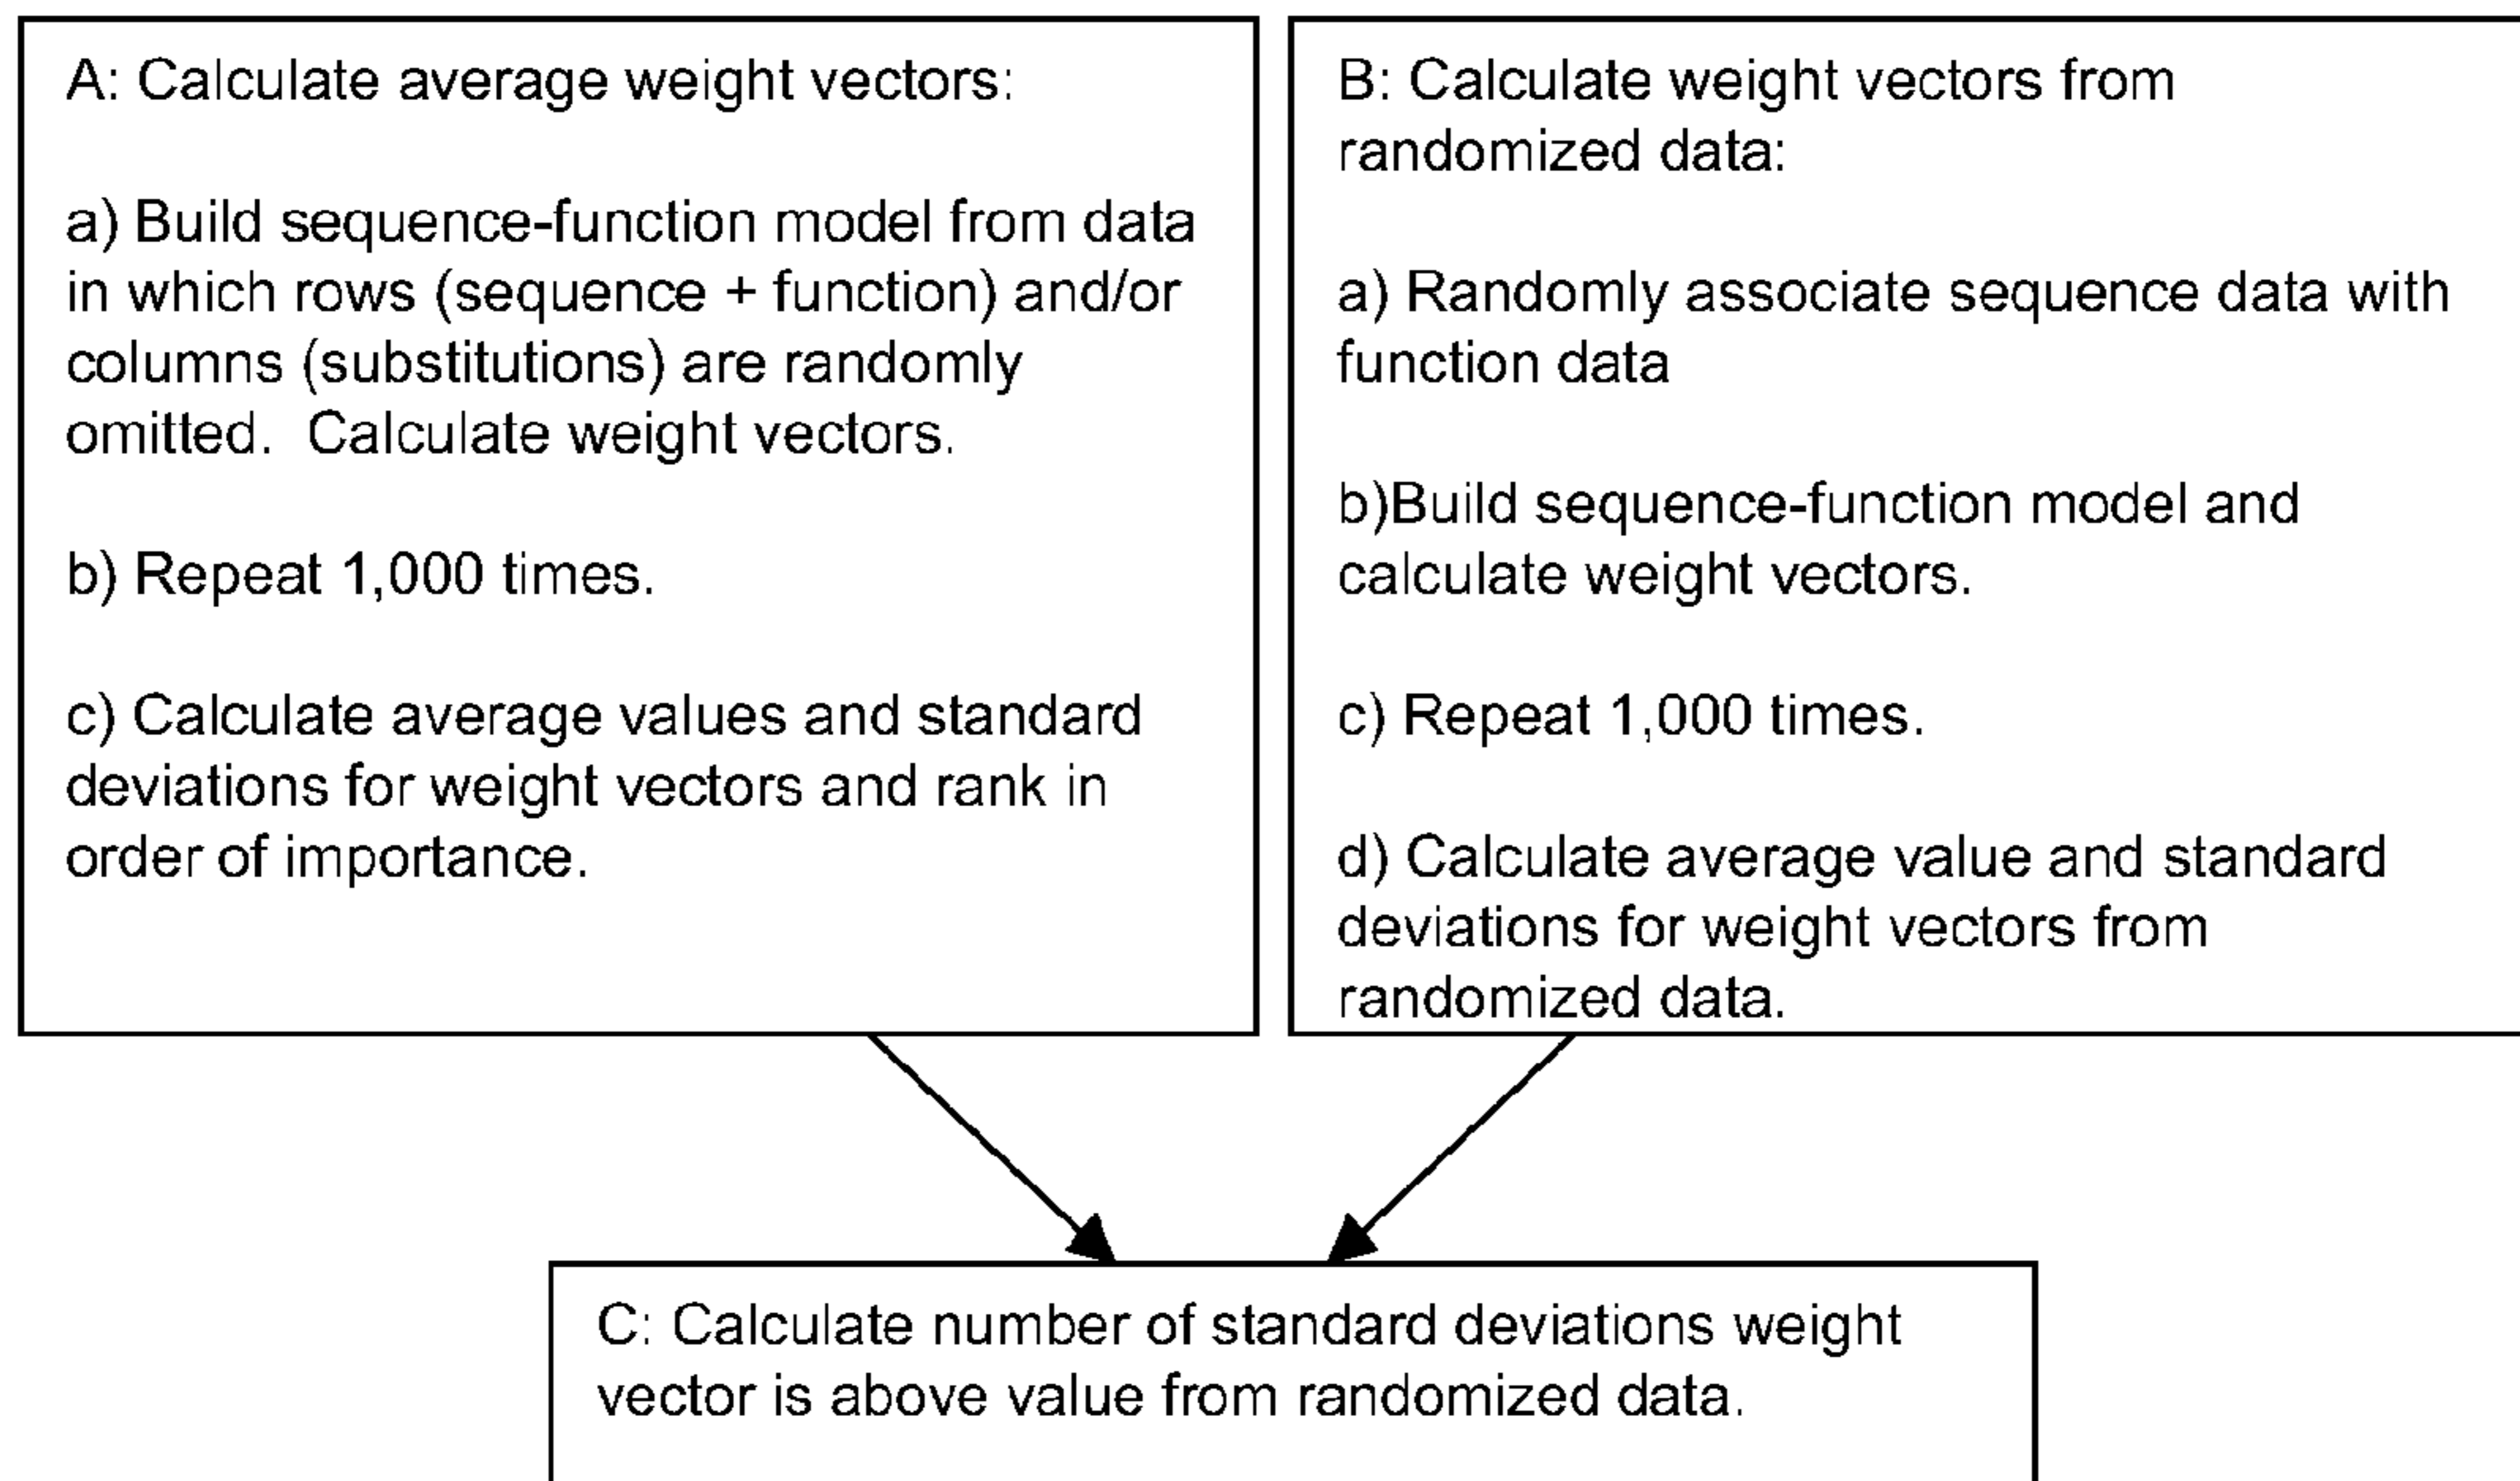 A: Calculate average weight vectors:
a) Build sequence-function model from data
in which rows (sequence + function) and/or
columns (substitutions) are randomly
omitted.  Calculate weight vectors.
b) Repeat 1,000 times.
c) Calculate average values and standard
deviations for weight vectors and rank in
order of importance.
B: Calculate weight vectors from
randomized data:
a) Randomly associate sequence data with
function data
b)Build sequence-function model and
calculate weight vectors.
c) Repeat 1,000 times.
d) Calculate average value and standard
deviations for weight vectors from
randomized data.
C: Calculate number of standard deviations weight
vector is above value from randomized data.